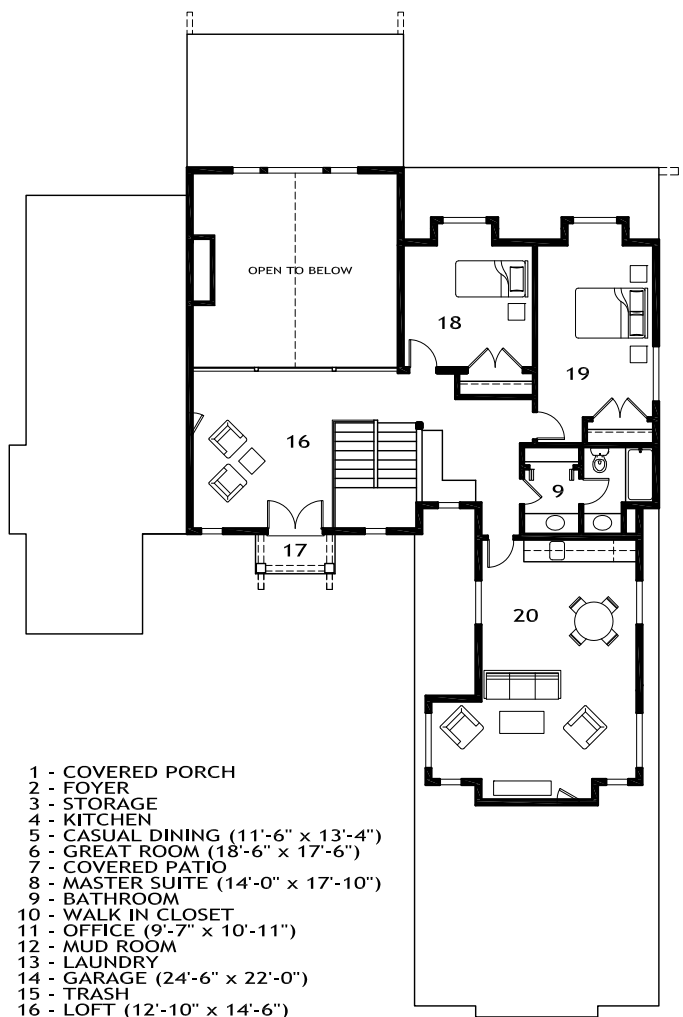 OPEN TO BELOW
18
19
16
9
17
20
1 - COVERED PORCH
2 - FOYER
3 - STORAGE
4 - KITCHEN
5 - CASUAL DINING (11'-6" x 13'-4")
6 - GREAT ROOM (18'-6" x 17'-6")
7 - COVERED PATIO
8 - MASTER SUITE (14'-0" x 17'-10")
9 - BATHROOM
10 - WALK IN CLOSET
11 - OFFICE (9'-7" x 10'-11")
12 - MUD ROOM
13 - LAUNDRY
14 - GARAGE (24'-6" x 22'-0")
15 - TRASH
16 - LOFT (12'-10" x 14'-6")